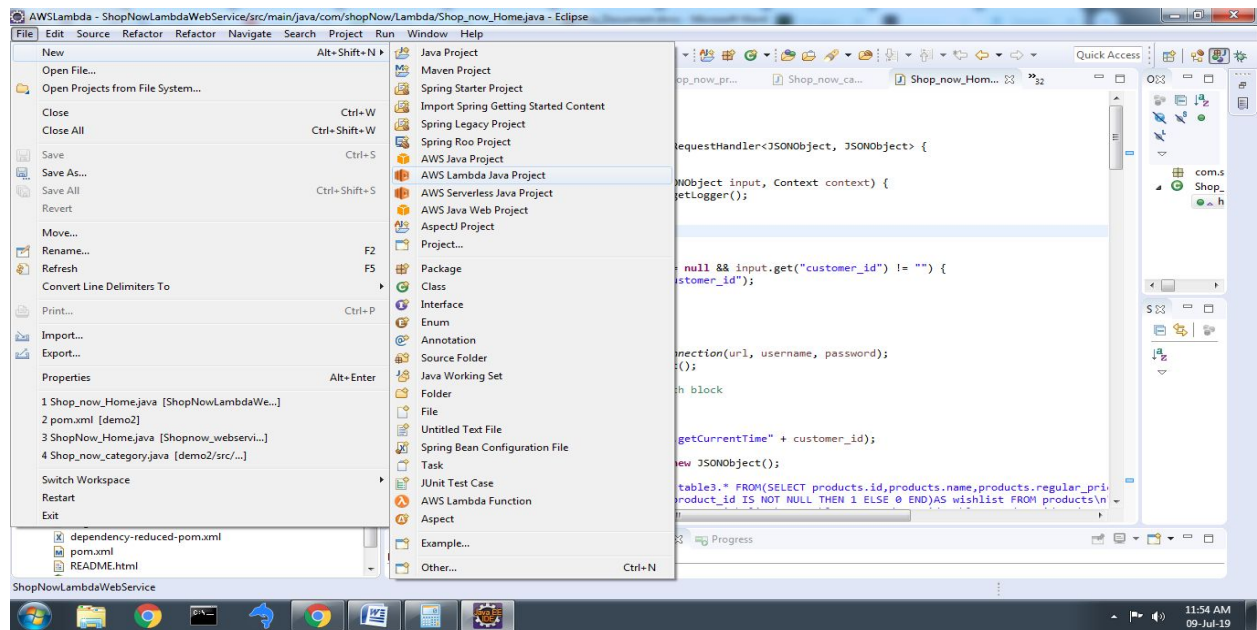 AWSLambda - ShopNowLambdaWebService/src/main/java/com/shopNow/Lambda/Shop_now_Home.java - Eclipse
File Edit Source Refactor Refactor Navigate Search Project Run Window Help
New Alt+Shift+N
Open File...
Open Projects from File System...
Close Ctrl+W
Close All Ctrl+Shift+W
Save Ctrl+S
Save As...
Save All Ctrl+Shift+S
Revert
Move...
Rename... F2
Refresh F5
Convert Line Delimiters To
Print... Ctrl+P
Import...
Export...
Properties Alt+Enter
1 Shop_now_Home.java [ShopNowLambdaWe...]
2 pom.xml [demo2]
3 ShopNow_Home.java [Shopnow_webservi...]
4 Shop_now_category.java [demo2/src/...]
Switch Workspace
Restart
Exit
Java Project
Maven Project
Spring Starter Project
Import Spring Getting Started Content
Spring Legacy Project
Spring Roo Project
AWS Java Project
AWS Lambda Java Project
AWS Serverless Java Project
AWS Java Web Project
AspectJ Project
Project...
Package
Class
Interface
Enum
Annotation
Source Folder
Java Working Set
Folder
File
Untitled Text File
Spring Bean Configuration File
Task
JUnit Test Case
AWS Lambda Function
Aspect
Example...
Other... Ctrl+N
Quick Access
op_now_pr... Shop_now_ca... Shop_now_Hom... »32
RequestHandler<JSONObject, JSONObject> {
ONObject input, Context context) {
getLogger();
= null && input.get("customer_id") != "") {
ustomer_id");
nnection(url, username, password);
();
ch block
.getCurrentTime" + customer_id);
new JSONObject();
table3.* FROM(SELECT products.id,products.name,products.regular_pri
product_id IS NOT NULL THEN 1 ELSE 0 END)AS wishlist FROM products\n
com.s
Shop_
h
Progress
dependency-reduced-pom.xml
pom.xml
README.html
ShopNowLambdaWebService
11:54 AM
09-Jul-19